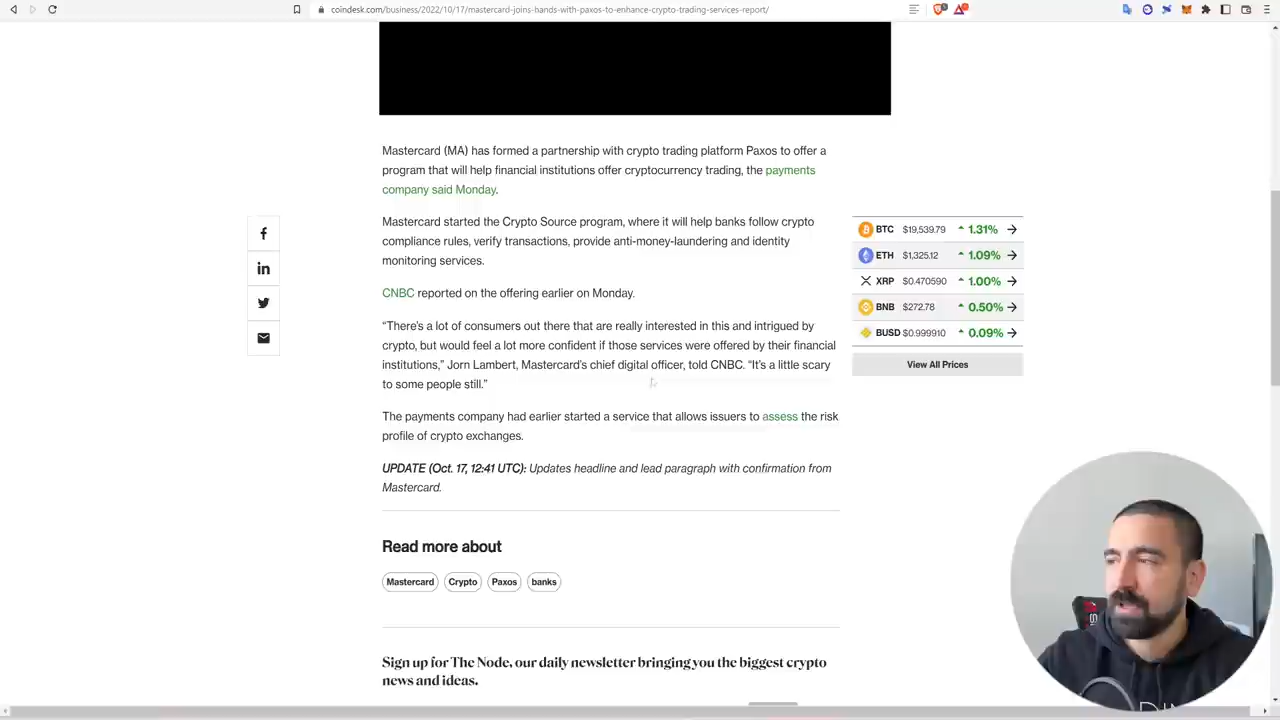 coindesk.com/business/2022/10/17/mastercard-joins-hands-with-paxos-to-enhance-crypto-trading-services-report/
Mastercard (MA) has formed a partnership with crypto trading platform Paxos to offer a
program that will help financial institutions offer cryptocurrency trading, the payments
company said Monday.
Mastercard started the Crypto Source program, where it will help banks follow crypto
compliance rules, verify transactions, provide anti-money-laundering and identity
monitoring services.
CNBC reported on the offering earlier on Monday.
“There’s a lot of consumers out there that are really interested in this and intrigued by
crypto, but would feel a lot more confident if those services were offered by their financial
institutions,” Jorn Lambert, Mastercard’s chief digital officer, told CNBC. “It’s a little scary
to some people still.”
The payments company had earlier started a service that allows issuers to assess the risk
profile of crypto exchanges.
UPDATE (Oct. 17, 12:41 UTC): Updates headline and lead paragraph with confirmation from
Mastercard.
BTC $19,539.79 1.31%
ETH $1,325.12 1.09%
XRP $0.470590 1.00%
BNB $272.78 0.50%
BUSD $0.999910 0.09%
View All Prices
Read more about
Mastercard Crypto Paxos banks
Sign up for The Node, our daily newsletter bringing you the biggest crypto
news and ideas.